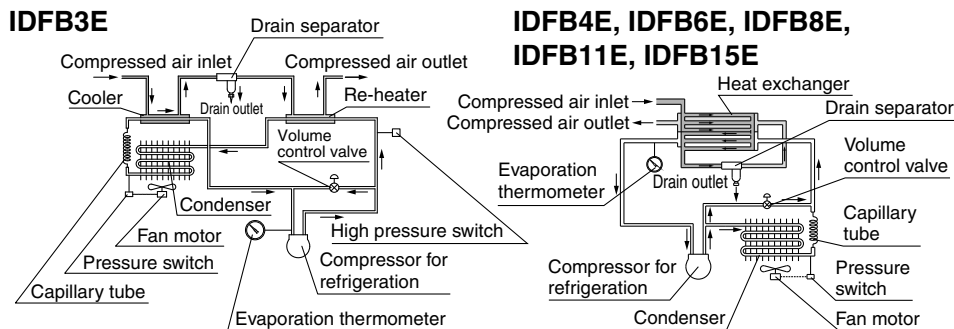 IDFB3E
Drain separator
Compressed air inlet
Compressed air outlet
Cooler
Drain outlet
Re-heater
Volume
control valve
Condenser
Fan motor
High pressure switch
Pressure switch
Compressor for
refrigeration
Capillary tube
Evaporation thermometer
IDFB4E, IDFB6E, IDFB8E,
IDFB11E, IDFB15E
Heat exchanger
Compressed air inlet
Drain separator
Compressed air outlet
Volume
control valve
Evaporation
thermometer
Drain outlet
Capillary
tube
Compressor for
refrigeration
Pressure
switch
Condenser
Fan motor